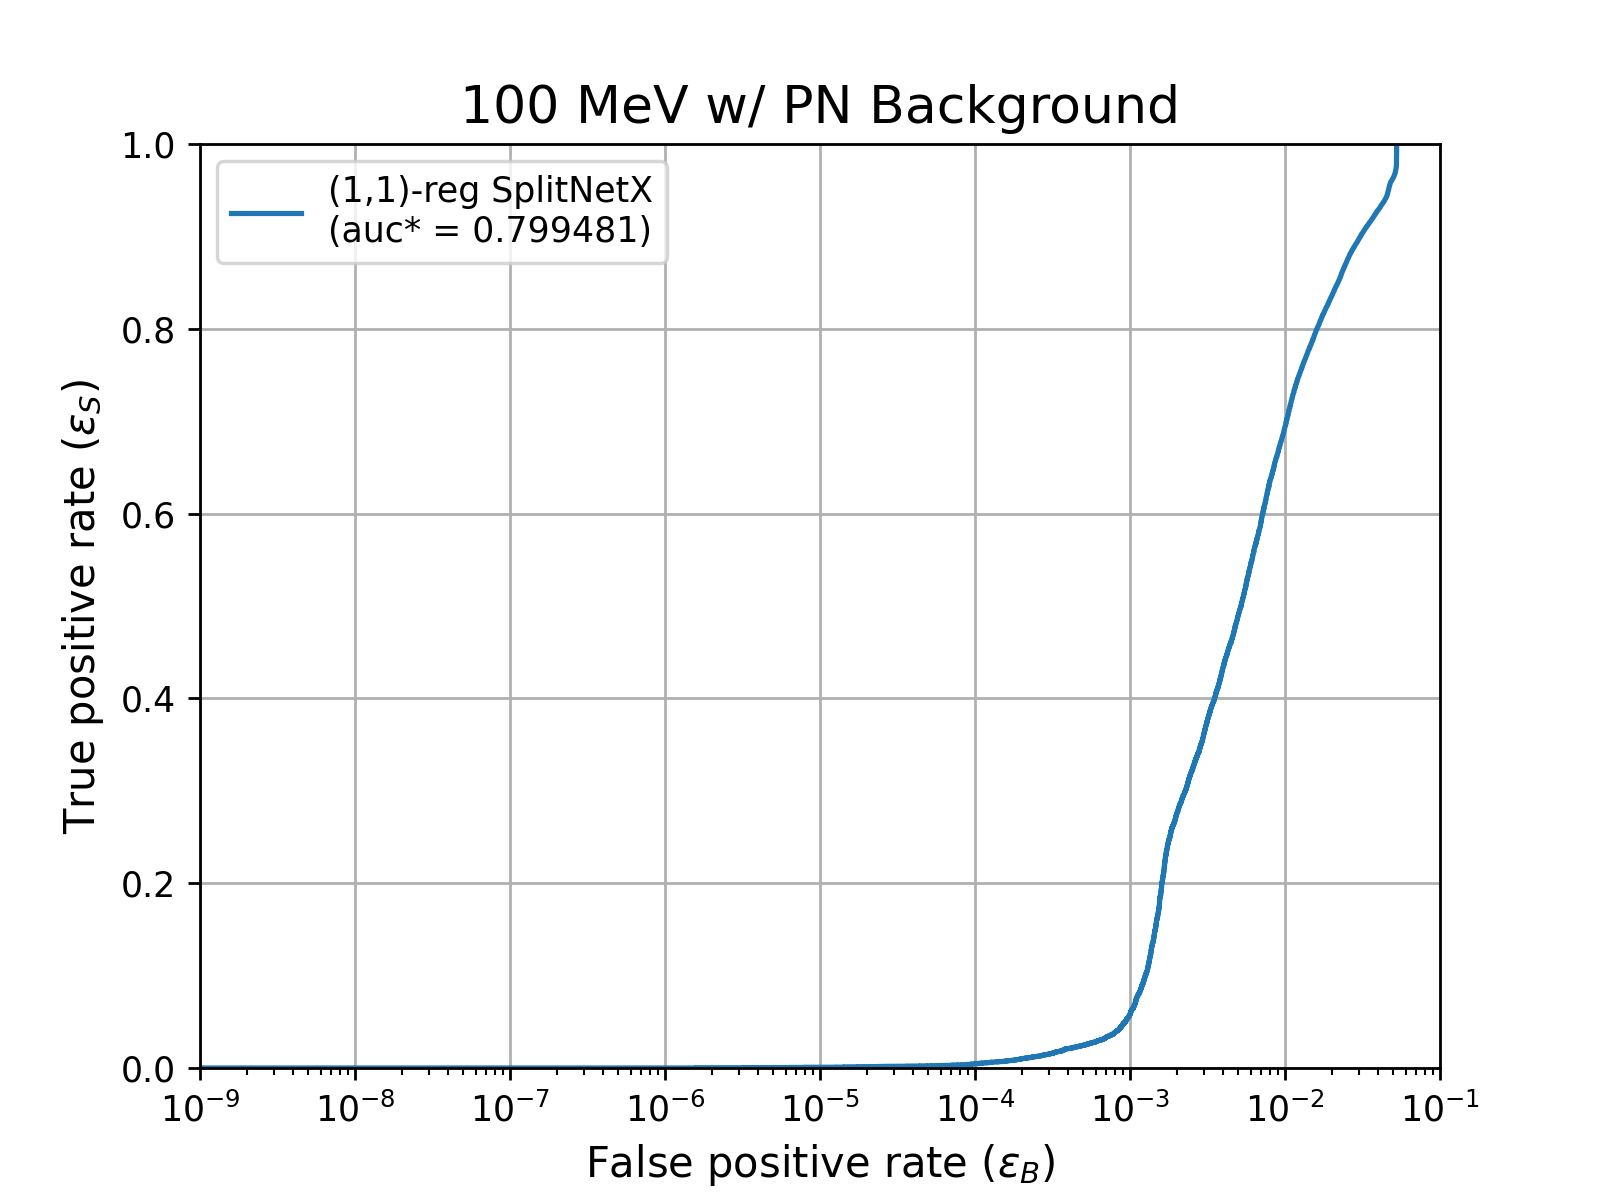 100 MeV w/ PN Background
(1,1)-reg SplitNetX
(auc* = 0.799481)
1.0
0.8
0.6
0.4
0.2
0.0
True positive rate (εS)
10⁻⁹ 10⁻⁸ 10⁻⁷ 10⁻⁶ 10⁻⁵ 10⁻⁴ 10⁻³ 10⁻² 10⁻¹
False positive rate (εB)